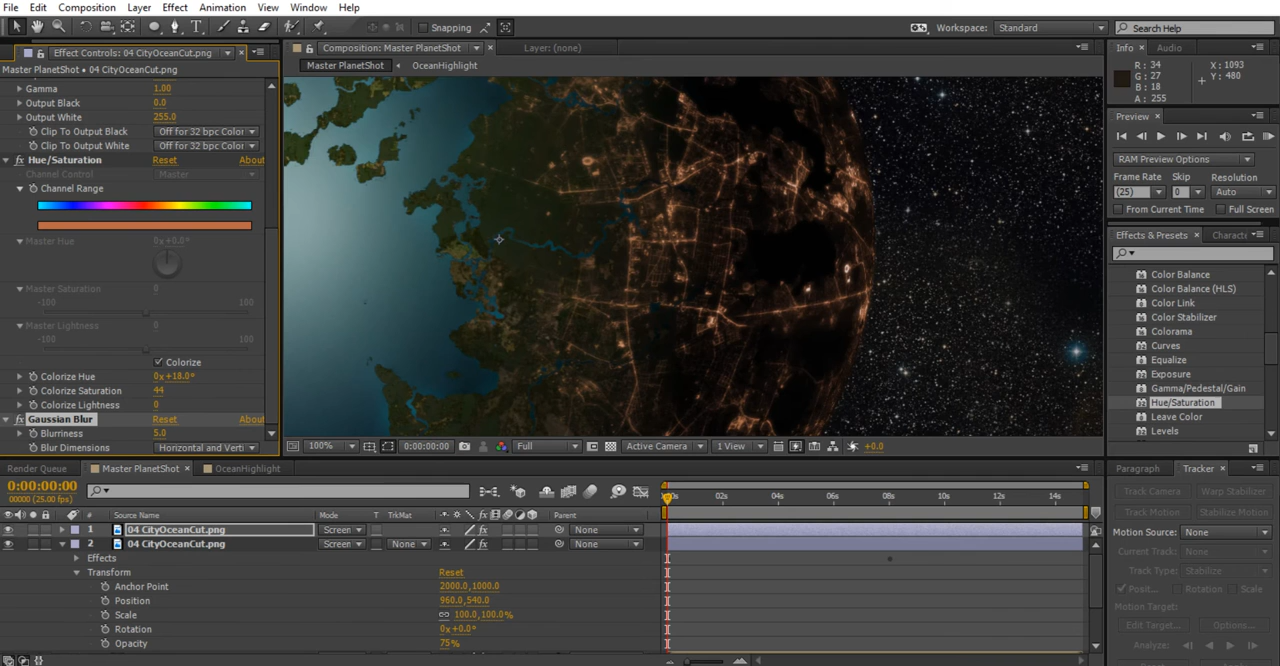 File Edit Composition Layer Effect Animation View Window Help
Snapping
Workspace: Standard
Search Help
Effect Controls: 04 CityOceanCut.png
Master PlanetShot • 04 CityOceanCut.png
Gamma 1.00
Output Black 0.0
Output White 255.0
Clip To Output Black Off for 32 bpc Color
Clip To Output White Off for 32 bpc Color
fx Hue/Saturation Reset About
Channel Control Master
Channel Range
Master Hue 0x+0.0°
Master Saturation 0
-100 100
Master Lightness 0
-100 100
Colorize
Colorize Hue 0x+18.0°
Colorize Saturation 44
Colorize Lightness 0
fx Gaussian Blur Reset About
Blurriness 5.0
Blur Dimensions Horizontal and Verti
Composition: Master PlanetShot Layer: (none)
Master PlanetShot OceanHighlight
100% 0:00:00:00 Full Active Camera 1 View +0.0
Info Audio
R: 34 X: 1093
G: 27 Y: 480
B: 18
A: 255
Preview
RAM Preview Options
Frame Rate Skip Resolution
(25) (0) Auto
From Current Time Full Screen
Effects & Presets Charact
Color Balance
Color Balance (HLS)
Color Link
Color Stabilizer
Colorama
Curves
Equalize
Exposure
Gamma/Pedestal/Gain
Hue/Saturation
Leave Color
Levels
Render Queue Master PlanetShot OceanHighlight
0:00:00:00
00000 (25.00 fps)
# Source Name Mode T TrkMat Parent
1 04 CityOceanCut.png Screen None
2 04 CityOceanCut.png Screen None None
Effects
Transform Reset
Anchor Point 2000.0,1000.0
Position 960.0,540.0
Scale 100.0,100.0%
Rotation 0x+0.0°
Opacity 75%
02s 04s 06s 08s 10s 12s 14s
Paragraph Tracker
Track Camera Warp Stabilizer
Track Motion Stabilize Motion
Motion Source: None
Current Track: None
Track Type: Stabilize
Posit... Rotation Scale
Motion Target:
Edit Target... Options...
Analyze: